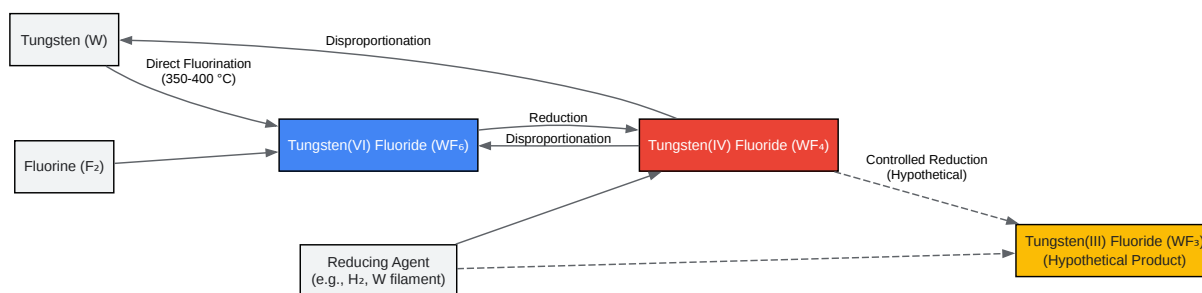 Tungsten (W)
Disproportionation
Direct Fluorination
(350-400 °C)
Reduction
Disproportionation
Tungsten(VI) Fluoride (WF₆)
Tungsten(IV) Fluoride (WF₄)
Fluorine (F₂)
Controlled Reduction
(Hypothetical)
Tungsten(III) Fluoride (WF₃)
(Hypothetical Product)
Reducing Agent
(e.g., H₂, W filament)